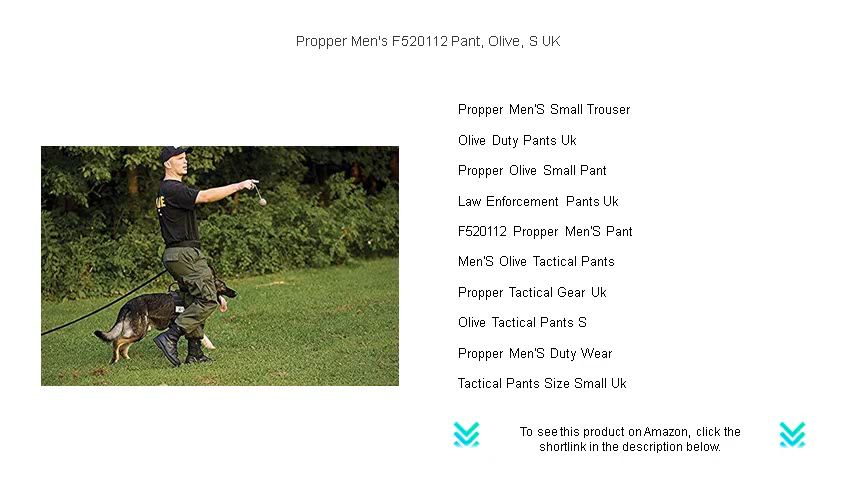 Propper Men's F520112 Pant, Olive, S UK
Propper Men'S Small Trouser
Olive Duty Pants Uk
Propper Olive Small Pant
Law Enforcement Pants Uk
F520112 Propper Men'S Pant
Men'S Olive Tactical Pants
Propper Tactical Gear Uk
Olive Tactical Pants S
Propper Men'S Duty Wear
Tactical Pants Size Small Uk
To see this product on Amazon, click the
shortlink in the description below.